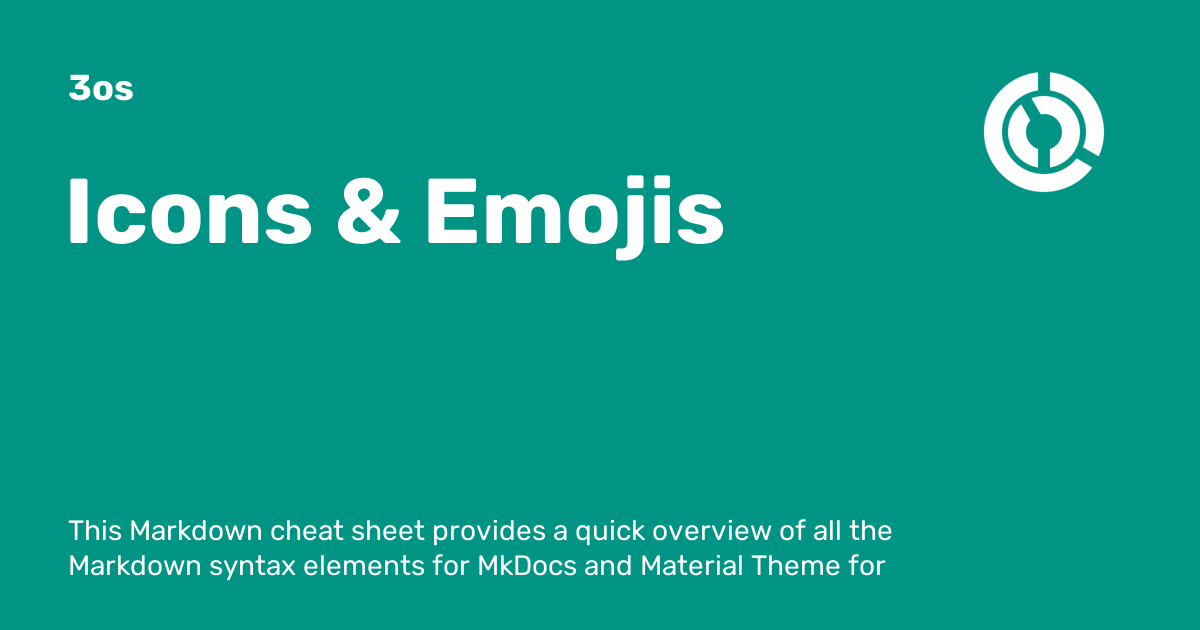 3os
Icons & Emojis
This Markdown cheat sheet provides a quick overview of all the
Markdown syntax elements for MkDocs and Material Theme for